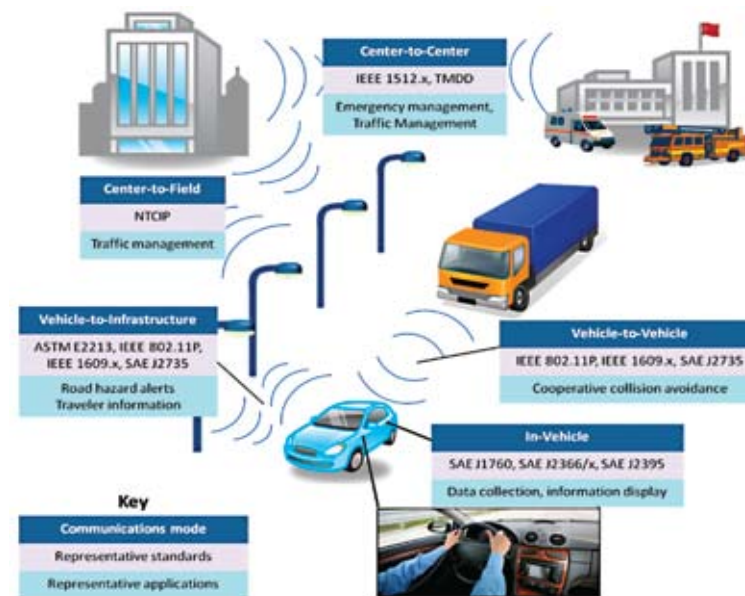 Center-to-Center
IEEE 1512.x, TMDD
Emergency management,
Traffic Management
Center-to-Field
NTCIP
Traffic management
Vehicle-to-Infrastructure
ASTM E2213, IEEE 802.11P,
IEEE 1609.x, SAE J2735
Road hazard alerts
Traveler information
Vehicle-to-Vehicle
IEEE 802.11P, IEEE 1609.x, SAE J2735
Cooperative collision avoidance
In-Vehicle
SAE J1760, SAE J2366/x, SAE J2395
Data collection, information display
Key
Communications mode
Representative standards
Representative applications